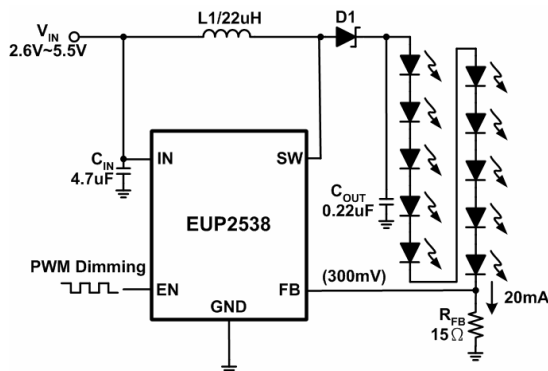 L1/22uH
D1
VIN
2.6V~5.5V
IN
SW
CIN
4.7uF
COUT
0.22uF
EUP2538
PWM Dimming
EN
FB
(300mV)
GND
20mA
RFB
15Ω